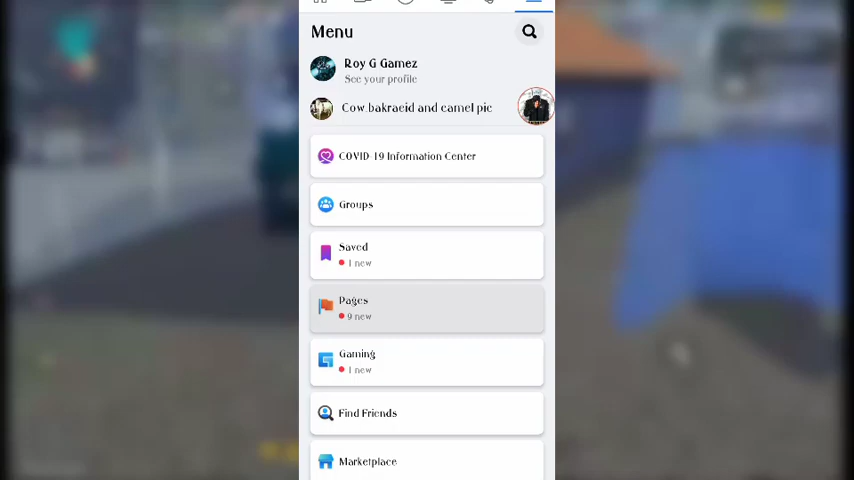 Menu
Roy G Gamez
See your profile
Cow bakraeid and camel pic
COVID-19 Information Center
Groups
Saved
1 new
Pages
9 new
Gaming
1 new
Find Friends
Marketplace